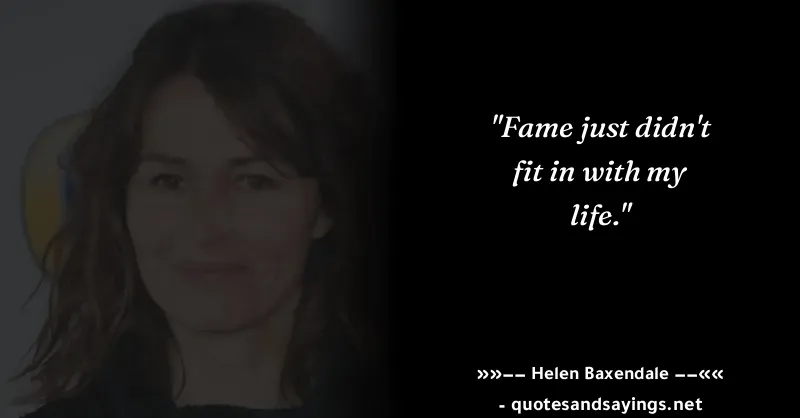 "Fame just didn't
fit in with my
life."
»»−− Helen Baxendale −−««
- quotesandsayings.net